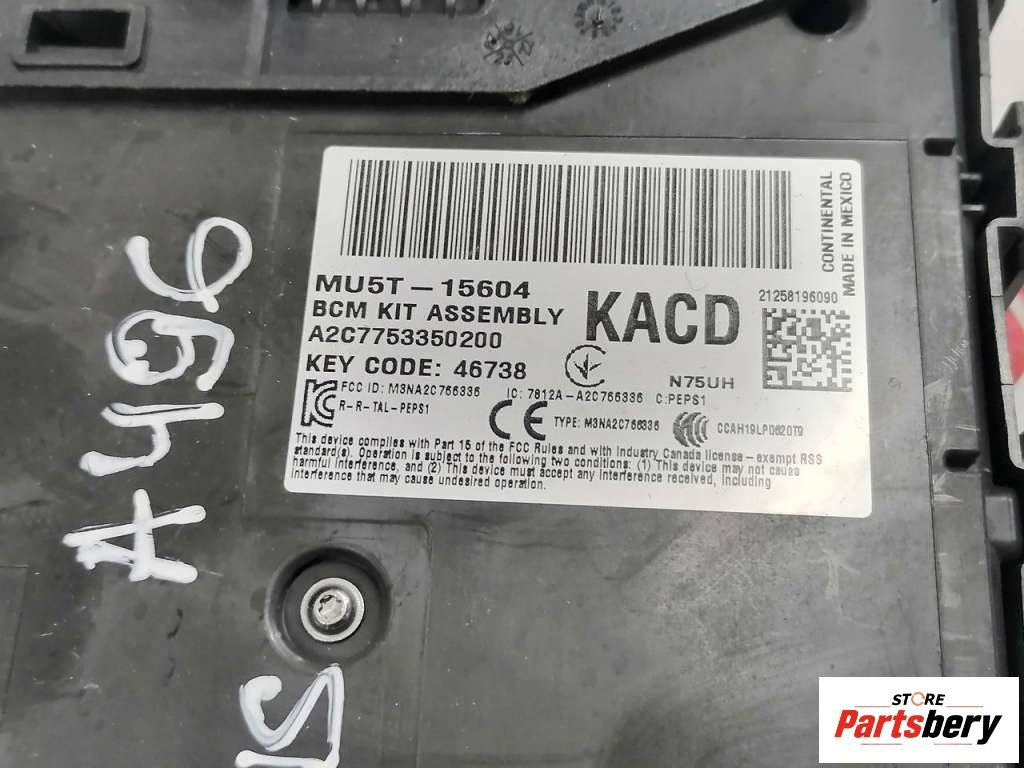 CONTINENTAL
MADE IN MEXICO
MU5T-15604
BCM KIT ASSEMBLY
A2C7753350200
KEY CODE: 46738
KACD
21258196090
N75UH
FCC ID: M3NA2C766336 IC: 7812A-A2C766336 C:PEPS1
R-R-TAL-PEPS1
CE
TYPE: M3NA2C766336
CCAH19LP0620T9
This device complies with Part 15 of the FCC Rules and with Industry Canada license-exempt RSS
standard(s). Operation is subject to the following two conditions: (1) This device may not cause
harmful interference, and (2) This device must accept any interference received, including
interference that may cause undesired operation.
A496
STORE
Partsbery